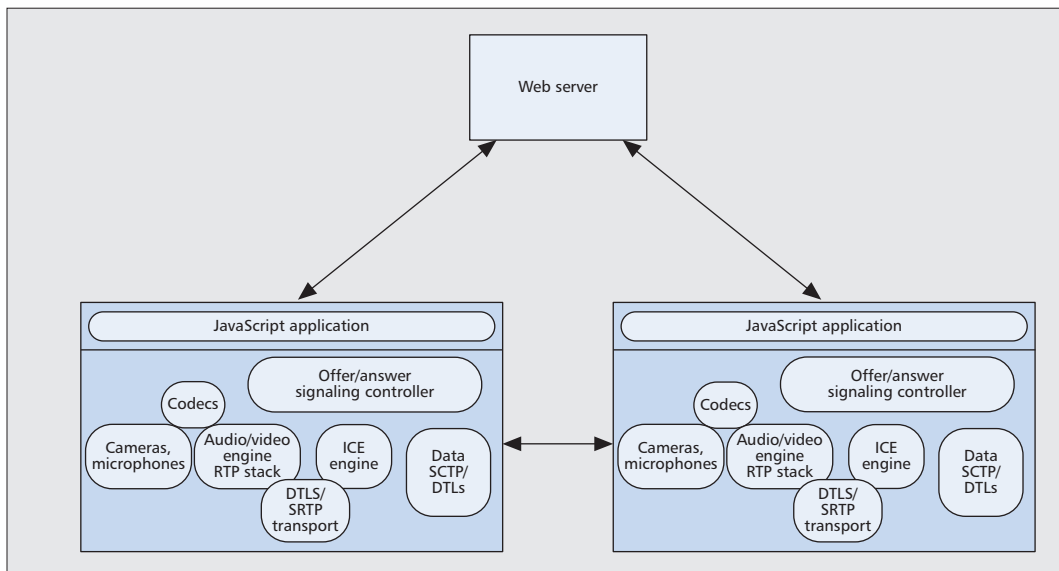 Web server
JavaScript application
Offer/answer
signaling controller
Codecs
Cameras,
microphones
Audio/video
engine
RTP stack
ICE
engine
Data
SCTP/
DTLs
DTLS/
SRTP
transport
JavaScript application
Offer/answer
signaling controller
Codecs
Cameras,
microphones
Audio/video
engine
RTP stack
ICE
engine
Data
SCTP/
DTLs
DTLS/
SRTP
transport